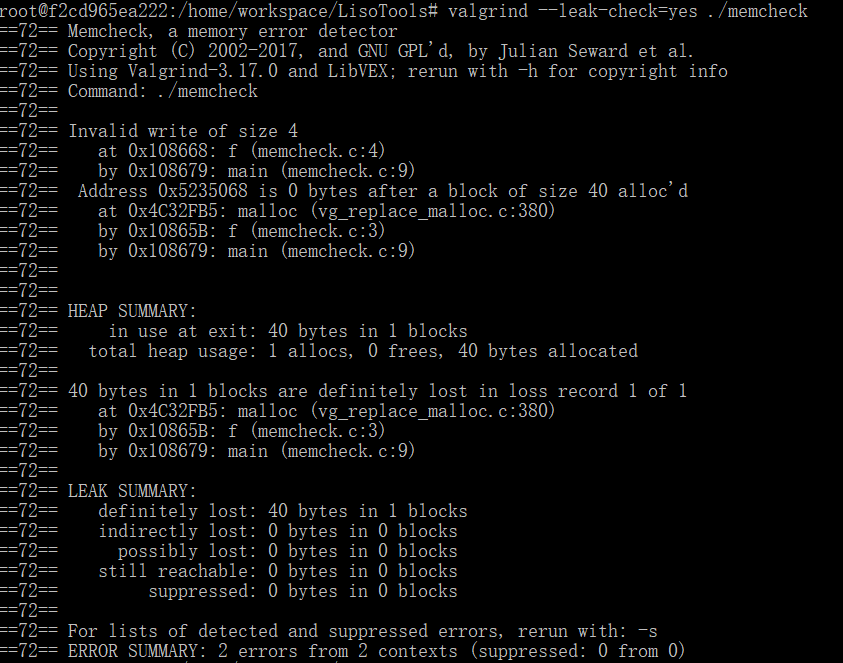 root@f2cd965ea222:/home/workspace/LisoTools# valgrind --leak-check=yes ./memcheck
==72== Memcheck, a memory error detector
==72== Copyright (C) 2002-2017, and GNU GPL'd, by Julian Seward et al.
==72== Using Valgrind-3.17.0 and LibVEX; rerun with -h for copyright info
==72== Command: ./memcheck
==72==
==72== Invalid write of size 4
==72==    at 0x108668: f (memcheck.c:4)
==72==    by 0x108679: main (memcheck.c:9)
==72==  Address 0x5235068 is 0 bytes after a block of size 40 alloc'd
==72==    at 0x4C32FB5: malloc (vg_replace_malloc.c:380)
==72==    by 0x10865B: f (memcheck.c:3)
==72==    by 0x108679: main (memcheck.c:9)
==72==
==72==
==72== HEAP SUMMARY:
==72==     in use at exit: 40 bytes in 1 blocks
==72==   total heap usage: 1 allocs, 0 frees, 40 bytes allocated
==72==
==72== 40 bytes in 1 blocks are definitely lost in loss record 1 of 1
==72==    at 0x4C32FB5: malloc (vg_replace_malloc.c:380)
==72==    by 0x10865B: f (memcheck.c:3)
==72==    by 0x108679: main (memcheck.c:9)
==72==
==72== LEAK SUMMARY:
==72==    definitely lost: 40 bytes in 1 blocks
==72==    indirectly lost: 0 bytes in 0 blocks
==72==      possibly lost: 0 bytes in 0 blocks
==72==    still reachable: 0 bytes in 0 blocks
==72==         suppressed: 0 bytes in 0 blocks
==72==
==72== For lists of detected and suppressed errors, rerun with: -s
==72== ERROR SUMMARY: 2 errors from 2 contexts (suppressed: 0 from 0)